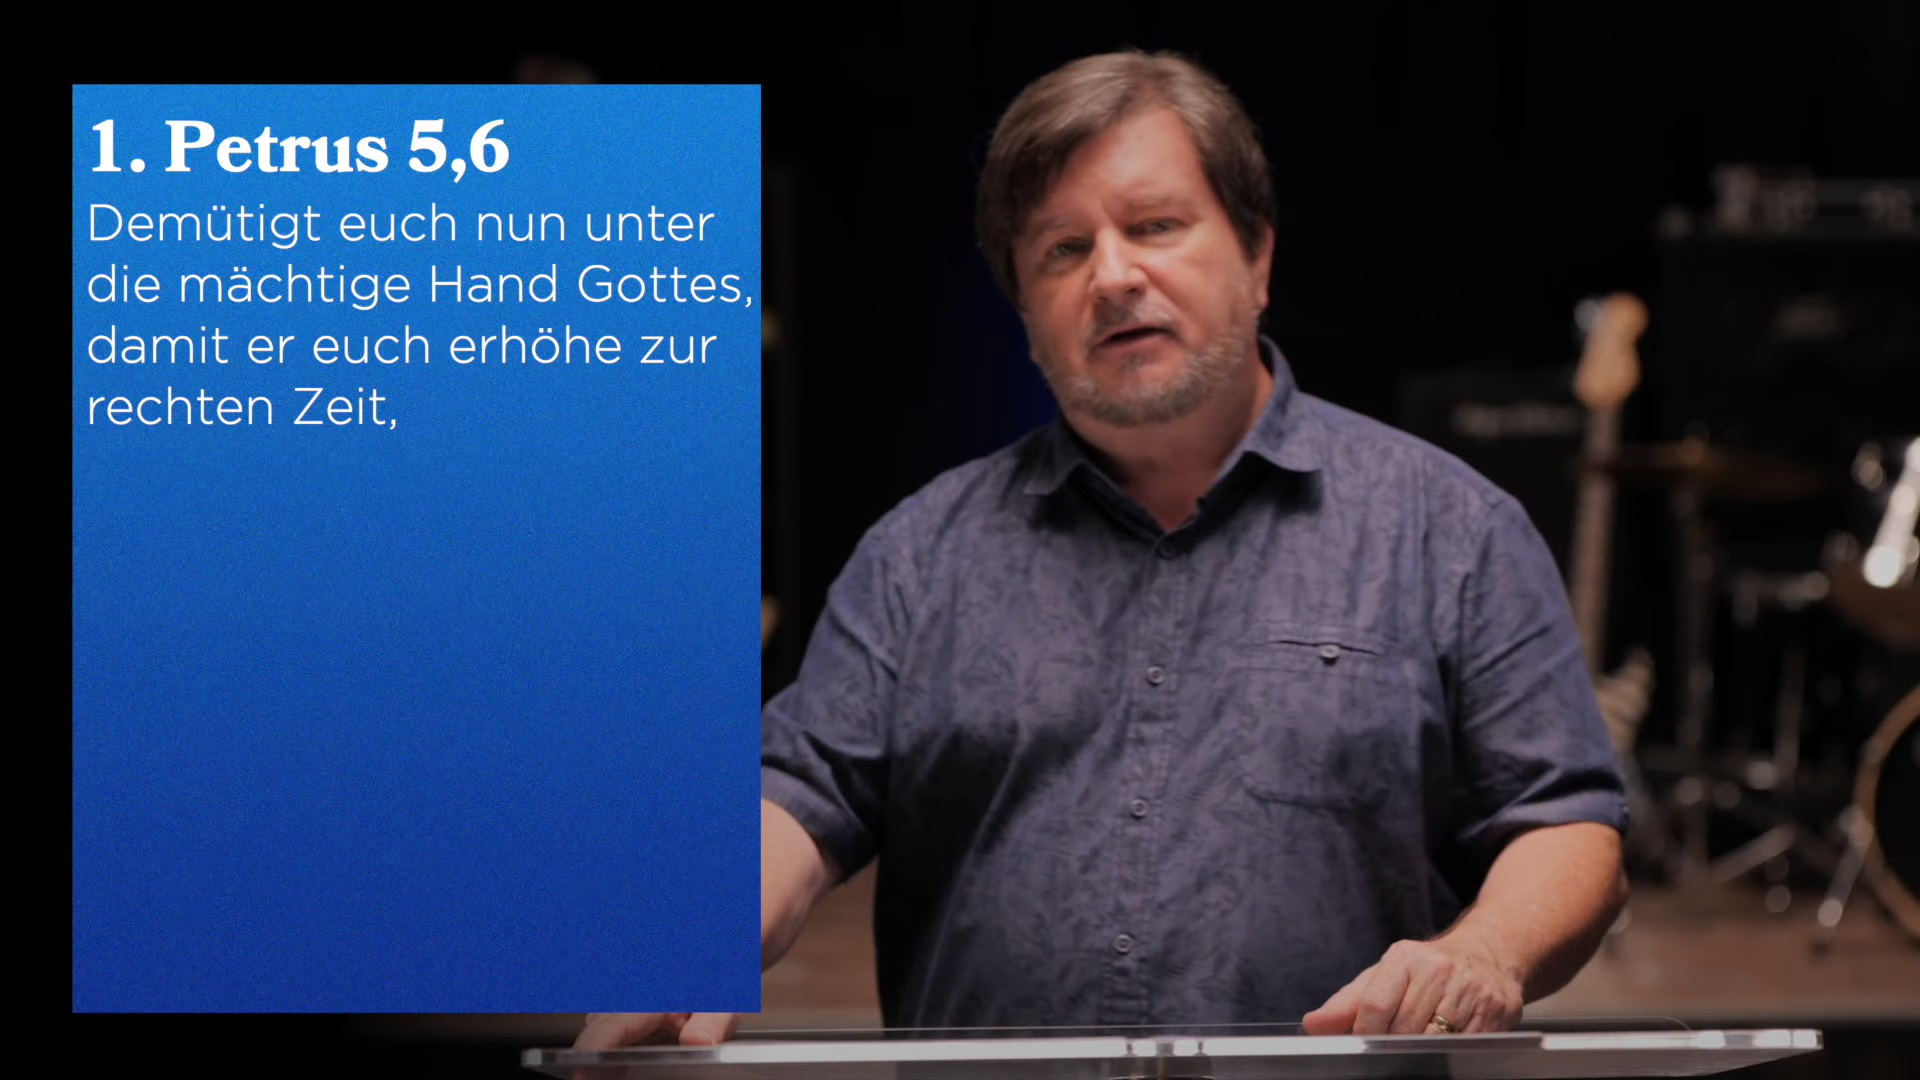 1. Petrus 5,6
Demütigt euch nun unter
die mächtige Hand Gottes,
damit er euch erhöhe zur
rechten Zeit,